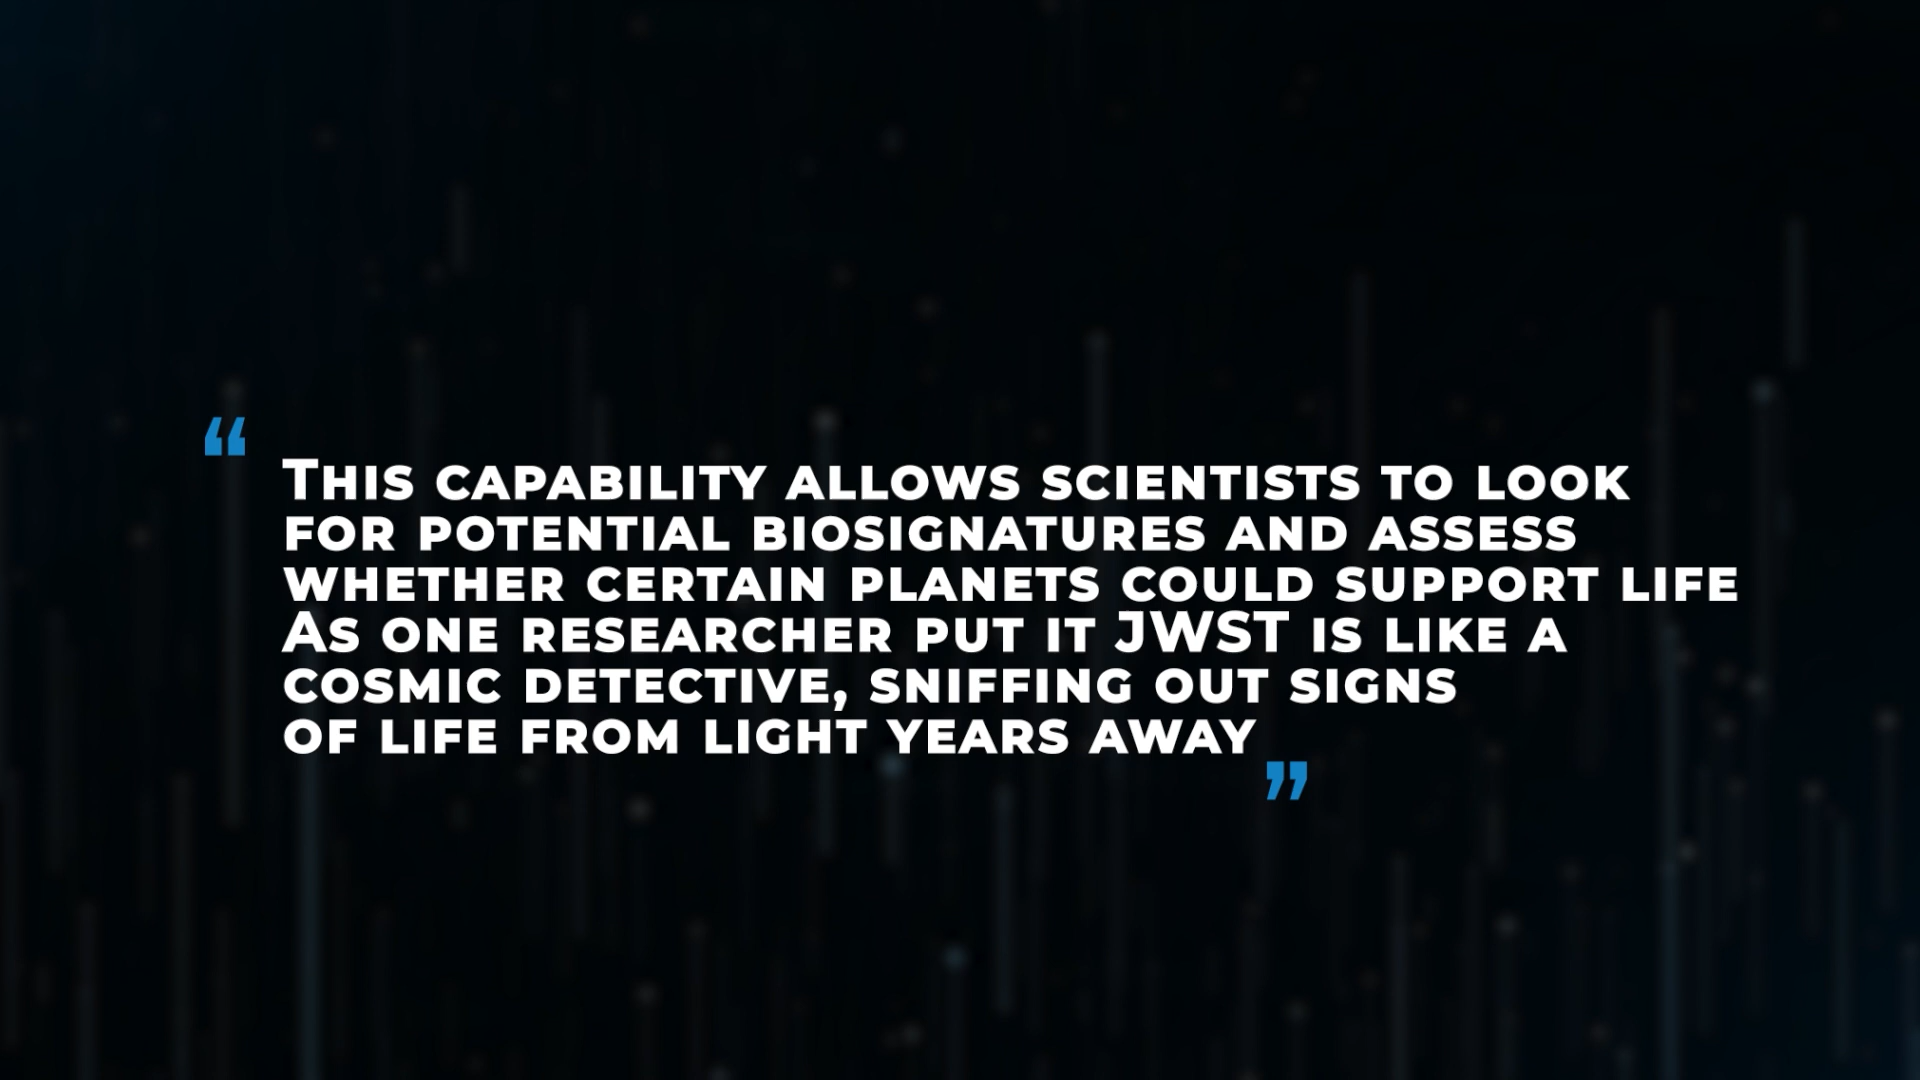 “ This capability allows scientists to look
for potential biosignatures and assess
whether certain planets could support life
As one researcher put it JWST is like a
cosmic detective, sniffing out signs
of life from light years away ”